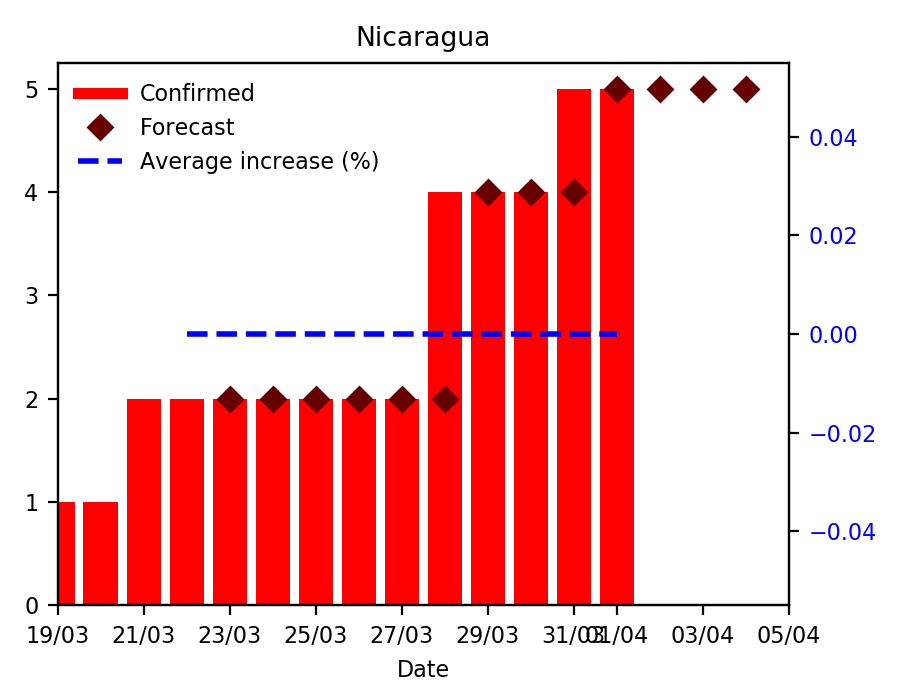 Nicaragua
Confirmed
Forecast
Average increase (%)
5
4
3
2
1
0
0.04
0.02
0.00
−0.02
−0.04
19/03 21/03 23/03 25/03 27/03 29/03 31/03 01/04 03/04 05/04
Date